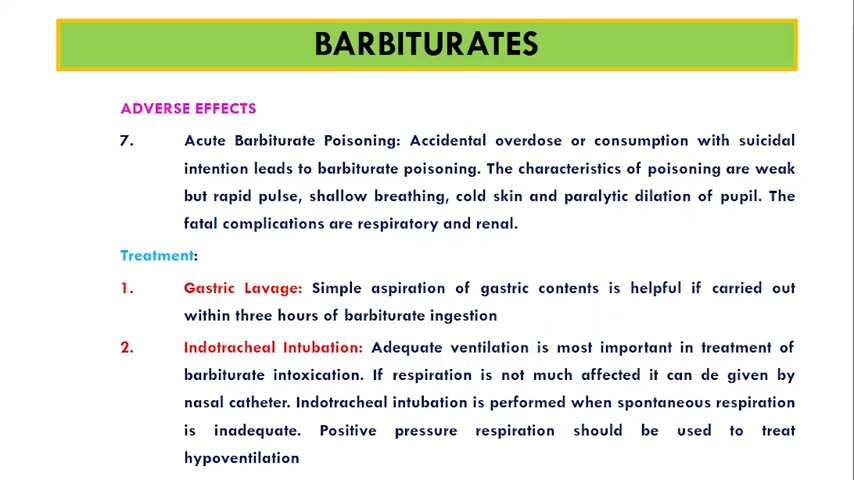 BARBITURATES
ADVERSE EFFECTS
7. Acute Barbiturate Poisoning: Accidental overdose or consumption with suicidal
intention leads to barbiturate poisoning. The characteristics of poisoning are weak
but rapid pulse, shallow breathing, cold skin and paralytic dilation of pupil. The
fatal complications are respiratory and renal.
Treatment:
1. Gastric Lavage: Simple aspiration of gastric contents is helpful if carried out
within three hours of barbiturate ingestion
2. Indotracheal Intubation: Adequate ventilation is most important in treatment of
barbiturate intoxication. If respiration is not much affected it can de given by
nasal catheter. Indotracheal intubation is performed when spontaneous respiration
is inadequate. Positive pressure respiration should be used to treat
hypoventilation